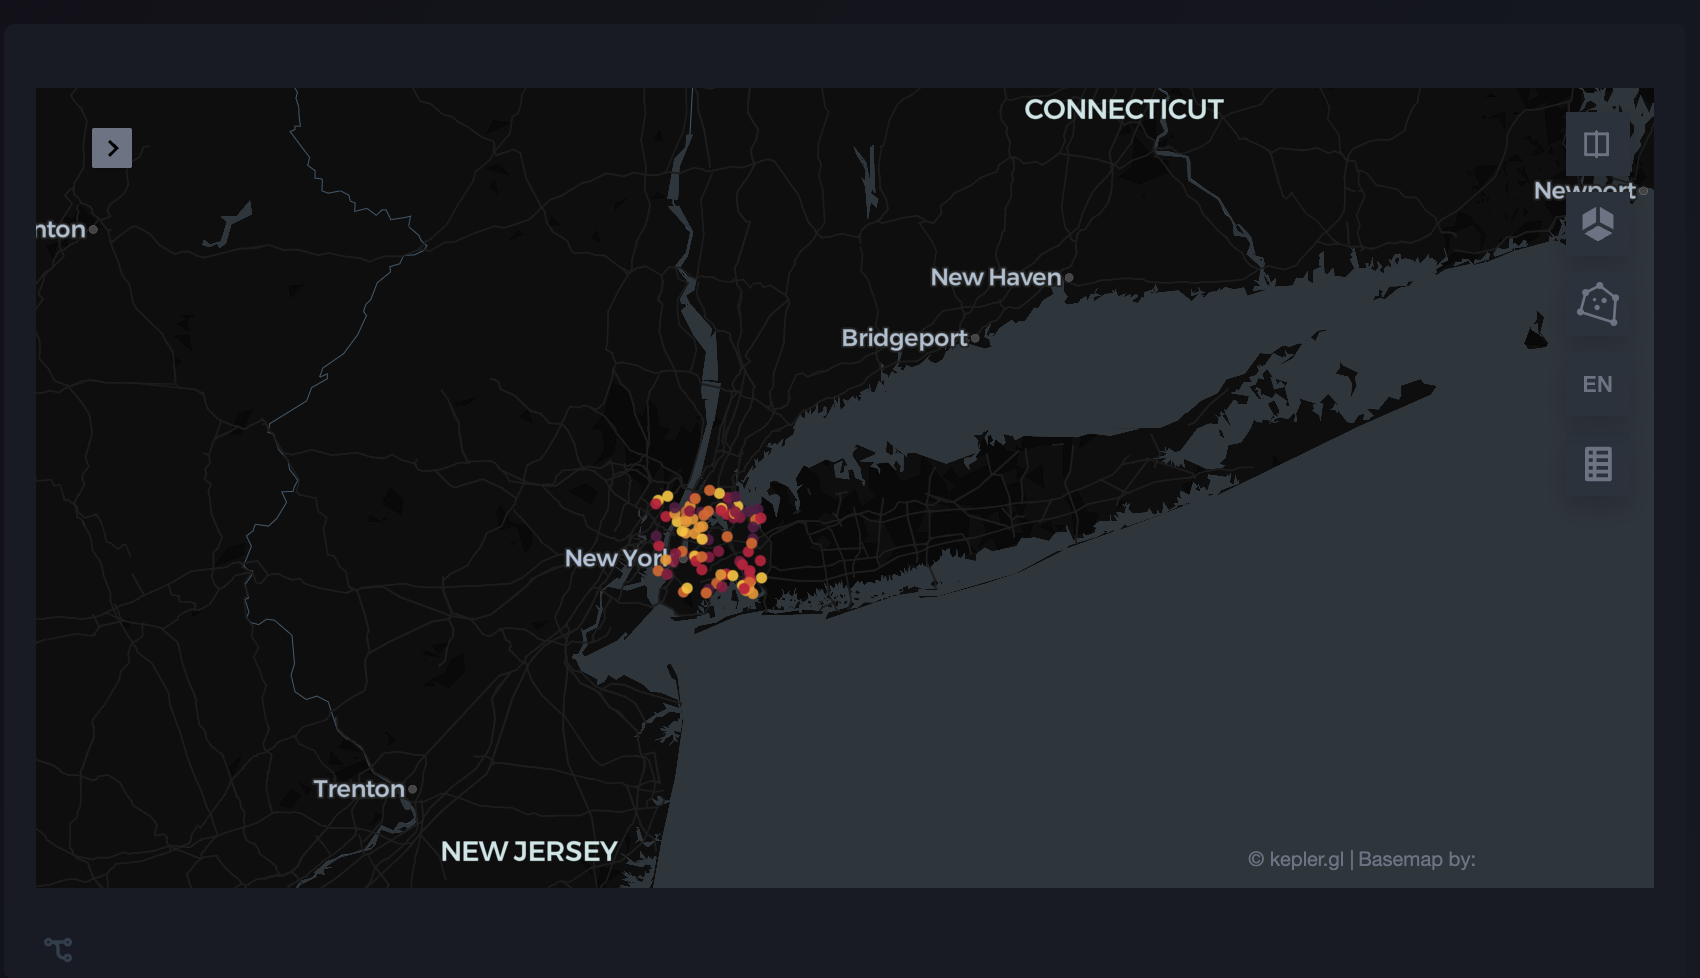 CONNECTICUT
Newport
nton
New Haven
Bridgeport
EN
New York
Trenton
NEW JERSEY
© kepler.gl | Basemap by: